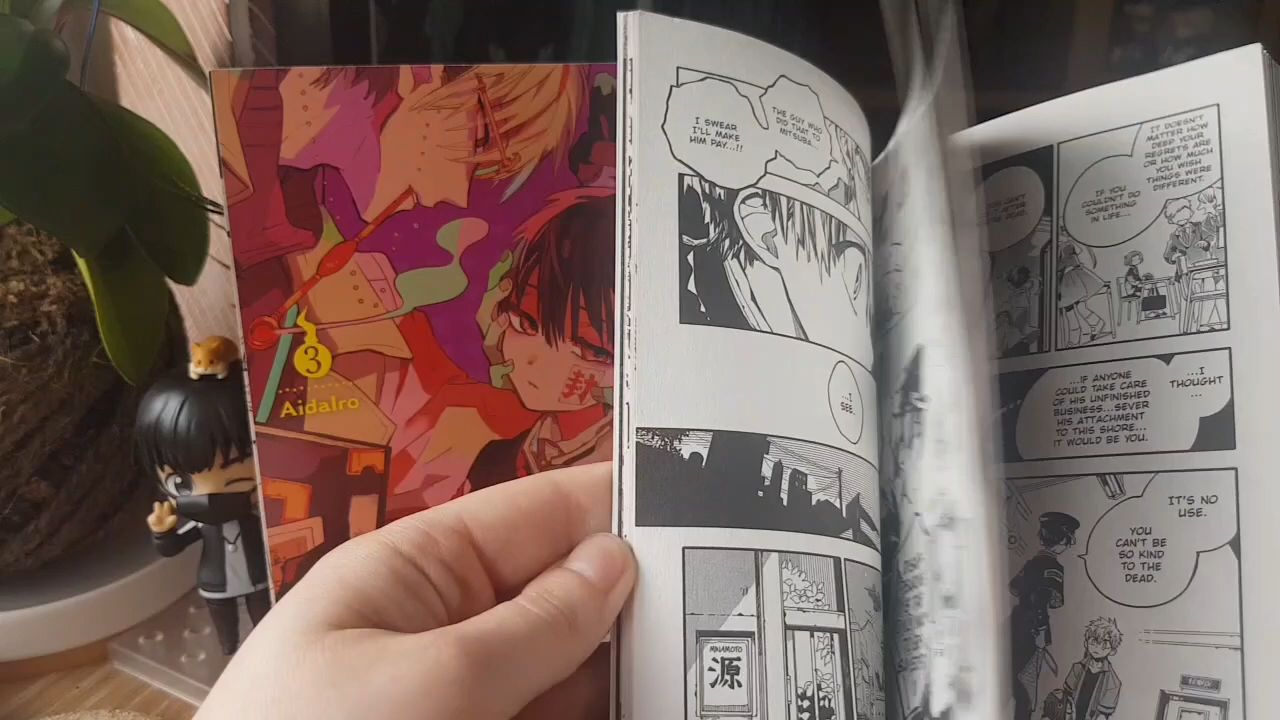 3
AidaIro
封
I SWEAR
I'LL MAKE
HIM PAY...!!
THE GUY WHO
DID THAT TO
MITSUBA...
...I
SEE.
MINAMOTO
源
IT DOESN'T
MATTER HOW
DEEP YOUR
REGRETS ARE
OR HOW MUCH
YOU WISH
THINGS WERE
DIFFERENT.
IF YOU
COULDN'T DO
SOMETHING
IN LIFE...
CAN'T
DEAD.
...I
THOUGHT
...
...IF ANYONE
COULD TAKE CARE
OF HIS UNFINISHED
BUSINESS...SEVER
HIS ATTACHMENT
TO THIS SHORE...
IT WOULD BE YOU.
IT'S NO
USE.
YOU
CAN'T BE
SO KIND
TO THE
DEAD.